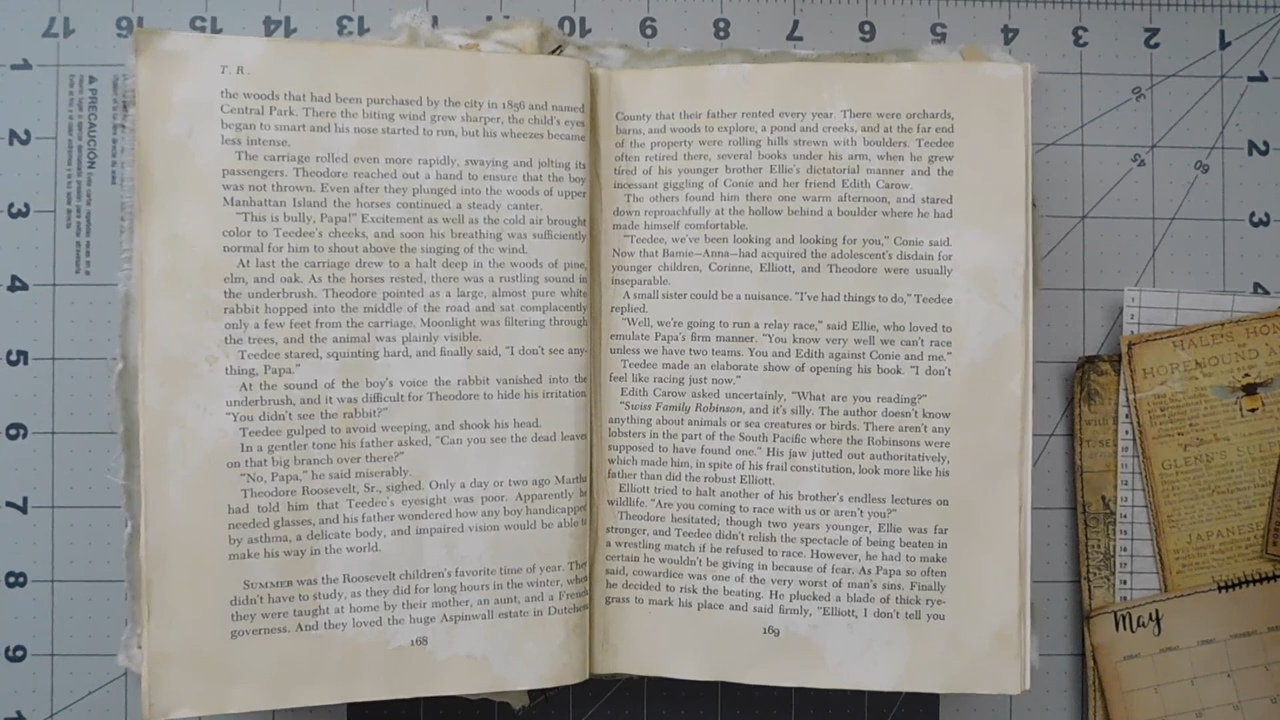 17 16 15 14 13 12 11 10 9 8 7 6 5 4 3 2 1
1
2
3
4
5
6
7
8
9
PRECAUCIÓN
T. R.
the woods that had been purchased by the city in 1856 and named
Central Park. There the biting wind grew sharper, the child's eyes
began to smart and his nose started to run, but his wheezes became
less intense.
The carriage rolled even more rapidly, swaying and jolting its
passengers. Theodore reached out a hand to ensure that the boy
was not thrown. Even after they plunged into the woods of upper
Manhattan Island the horses continued a steady canter.
"This is bully, Papa!" Excitement as well as the cold air brought
color to Teedee's cheeks, and soon his breathing was sufficiently
normal for him to shout above the singing of the wind.
At last the carriage drew to a halt deep in the woods of pine,
elm, and oak. As the horses rested, there was a rustling sound in
the underbrush. Theodore pointed as a large, almost pure white
rabbit hopped into the middle of the road and sat complacently
only a few feet from the carriage. Moonlight was filtering through
the trees, and the animal was plainly visible.
Teedee stared, squinting hard, and finally said, "I don't see any-
thing, Papa."
At the sound of the boy's voice the rabbit vanished into the
underbrush, and it was difficult for Theodore to hide his irritation.
"You didn't see the rabbit?"
Teedee gulped to avoid weeping, and shook his head.
In a gentler tone his father asked, "Can you see the dead leaves
on that big branch over there?"
"No, Papa," he said miserably.
Theodore Roosevelt, Sr., sighed. Only a day or two ago Martha
had told him that Teedee's eyesight was poor. Apparently he
needed glasses, and his father wondered how any boy handicapped
by asthma, a delicate body, and impaired vision would be able to
make his way in the world.
SUMMER was the Roosevelt children's favorite time of year. They
didn't have to study, as they did for long hours in the winter, when
they were taught at home by their mother, an aunt, and a French
governess. And they loved the huge Aspinwall estate in Dutchess
168
County that their father rented every year. There were orchards,
barns, and woods to explore, a pond and creeks, and at the far end
of the property were rolling hills strewn with boulders. Teedee
often retired there, several books under his arm, when he grew
tired of his younger brother Ellie's dictatorial manner and the
incessant giggling of Conie and her friend Edith Carow.
The others found him there one warm afternoon, and stared
down reproachfully at the hollow behind a boulder where he had
made himself comfortable.
"Teedee, we've been looking and looking for you," Conie said.
Now that Bamie—Anna—had acquired the adolescent's disdain for
younger children, Corinne, Elliott, and Theodore were usually
inseparable.
A small sister could be a nuisance. "I've had things to do," Teedee
replied.
"Well, we're going to run a relay race," said Ellie, who loved to
emulate Papa's firm manner. "You know very well we can't race
unless we have two teams. You and Edith against Conie and me."
Teedee made an elaborate show of opening his book. "I don't
feel like racing just now."
Edith Carow asked uncertainly, "What are you reading?"
"Swiss Family Robinson, and it's silly. The author doesn't know
anything about animals or sea creatures or birds. There aren't any
lobsters in the part of the South Pacific where the Robinsons were
supposed to have found one." His jaw jutted out authoritatively,
which made him, in spite of his frail constitution, look more like his
father than did the robust Elliott.
Elliott tried to halt another of his brother's endless lectures on
wildlife. "Are you coming to race with us or aren't you?"
Theodore hesitated; though two years younger, Ellie was far
stronger, and Teedee didn't relish the spectacle of being beaten in
a wrestling match if he refused to race. However, he had to make
certain he wouldn't be giving in because of fear. As Papa so often
said, cowardice was one of the very worst of man's sins. Finally
he decided to risk the beating. He plucked a blade of thick rye-
grass to mark his place and said firmly, "Elliott, I don't tell you
169
1
2
3
4
30
45
60
HALE'S
HOREMOUND
GLENN'S
JAPANESE
May